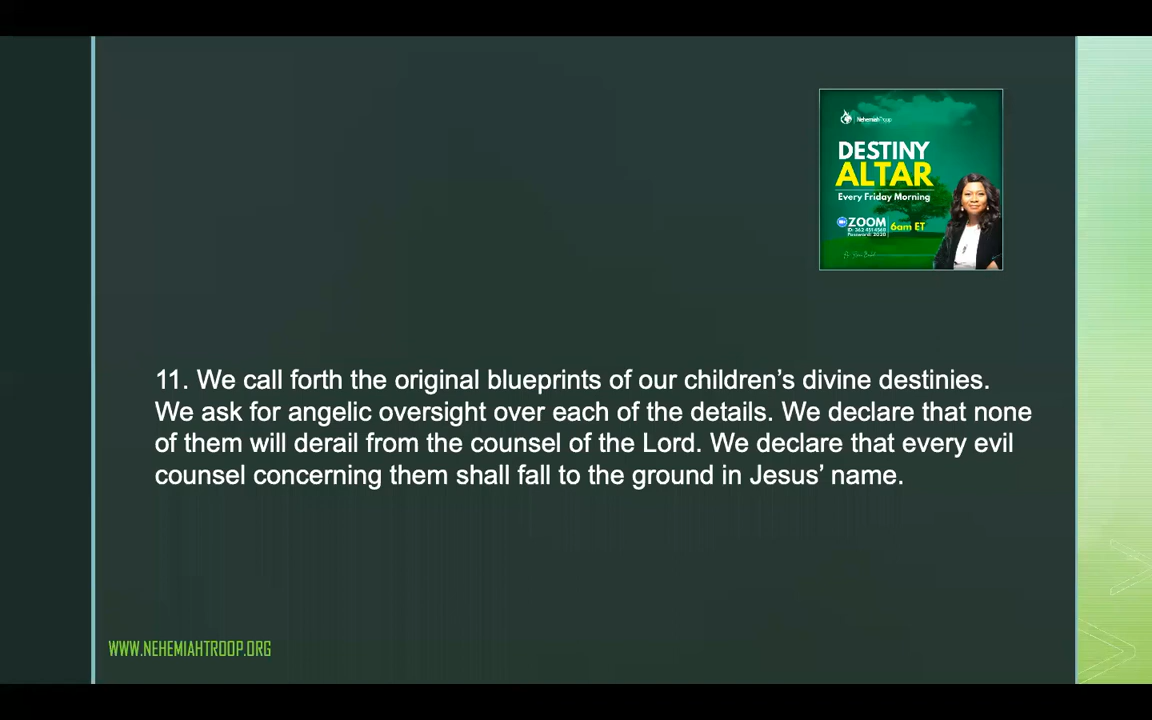 NehemiahTroop
DESTINY
ALTAR
Every Friday Morning
ZOOM
6am ET
Password: 2020
11. We call forth the original blueprints of our children’s divine destinies.
We ask for angelic oversight over each of the details. We declare that none
of them will derail from the counsel of the Lord. We declare that every evil
counsel concerning them shall fall to the ground in Jesus’ name.
WWW.NEHEMIAHTROOP.ORG